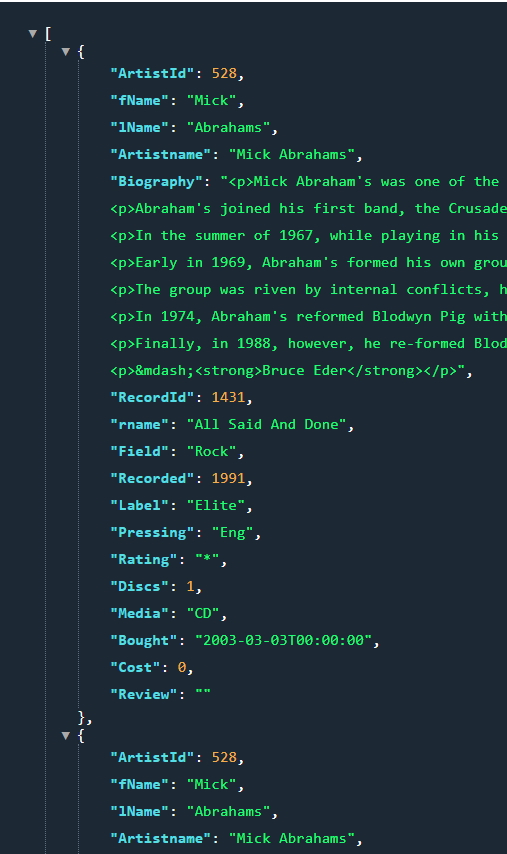 [
{
"ArtistId": 528,
"fName": "Mick",
"lName": "Abrahams",
"Artistname": "Mick Abrahams",
"Biography": "<p>Mick Abraham's was one of the
<p>Abraham's joined his first band, the Crusade
<p>In the summer of 1967, while playing in his
<p>Early in 1969, Abraham's formed his own grou
<p>The group was riven by internal conflicts, h
<p>In 1974, Abraham's reformed Blodwyn Pig with
<p>Finally, in 1988, however, he re-formed Blod
<p>&mdash;<strong>Bruce Eder</strong></p>",
"RecordId": 1431,
"rname": "All Said And Done",
"Field": "Rock",
"Recorded": 1991,
"Label": "Elite",
"Pressing": "Eng",
"Rating": "*",
"Discs": 1,
"Media": "CD",
"Bought": "2003-03-03T00:00:00",
"Cost": 0,
"Review": ""
},
{
"ArtistId": 528,
"fName": "Mick",
"lName": "Abrahams",
"Artistname": "Mick Abrahams",